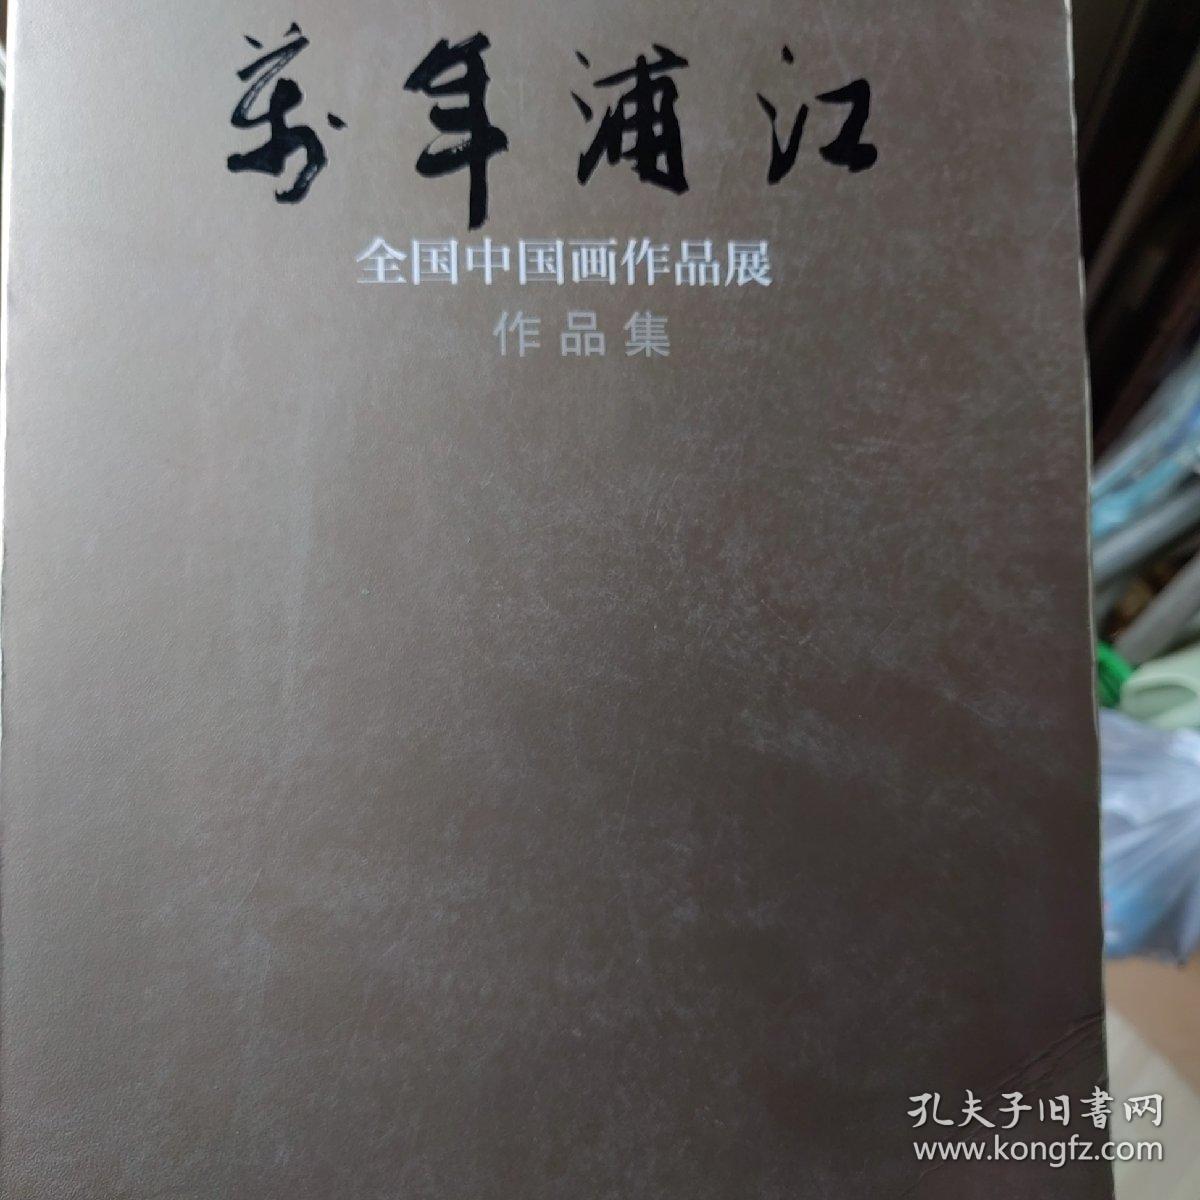 萬年浦江
全国中国画作品展
作品集
孔夫子旧書网
www.kongfz.com